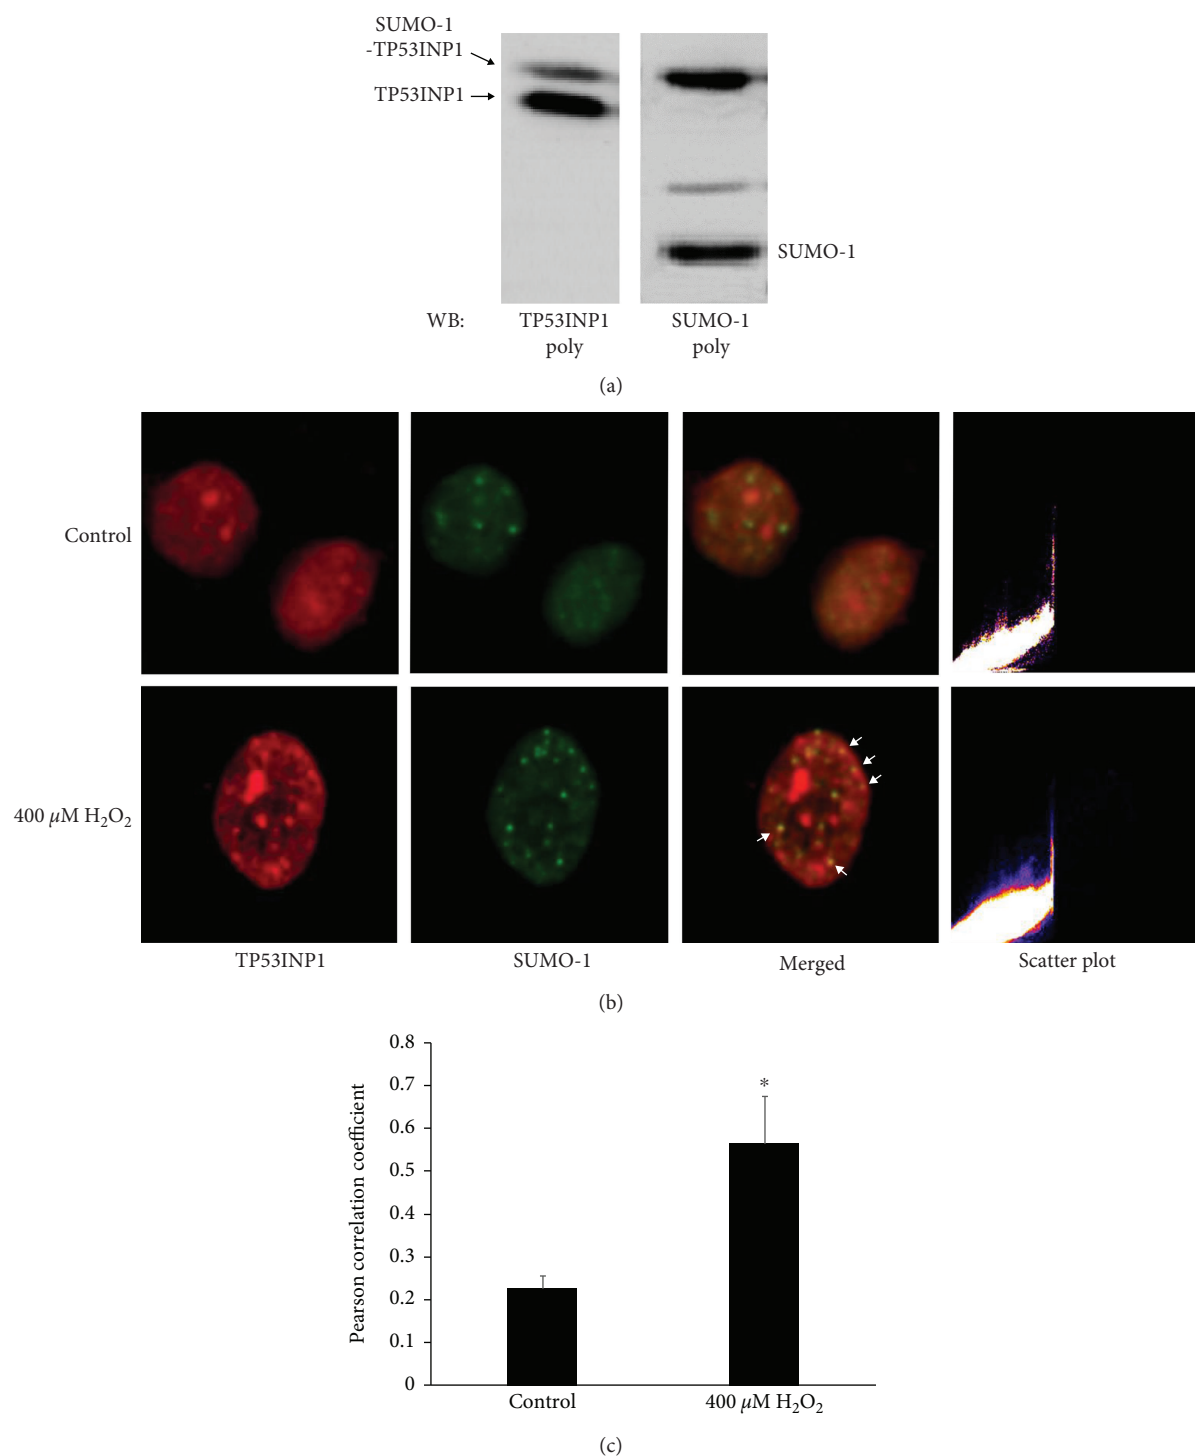 SUMO-1
-TP53INP1
TP53INP1
SUMO-1
WB:
TP53INP1
poly
SUMO-1
poly
(a)
Control
400 µM H₂O₂
TP53INP1
SUMO-1
Merged
Scatter plot
(b)
Pearson correlation coefficient
0.8
0.7
0.6
0.5
0.4
0.3
0.2
0.1
0
*
Control
400 µM H₂O₂
(c)